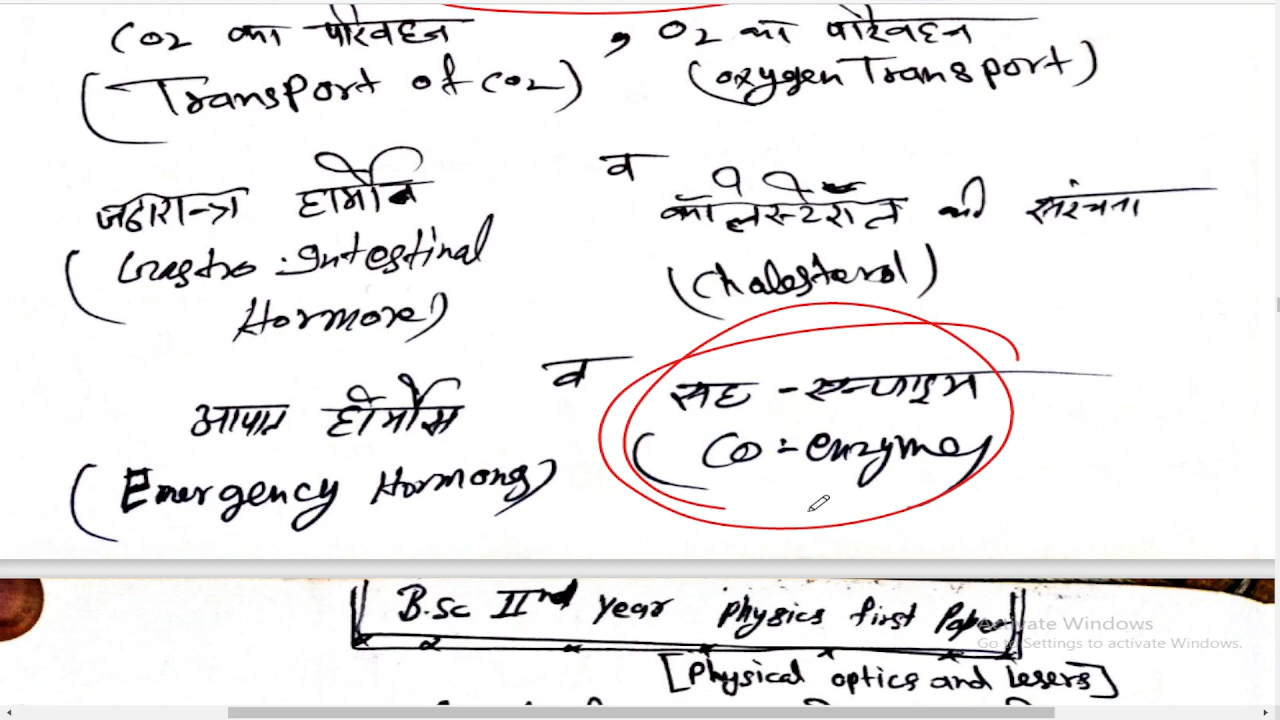 CO2 का परिवहन , O2 का परिवहन
(Transport of CO2) (Oxygen Transport)
जठरान्त्र हार्मोन व कॉलेस्टेरॉल की संरचना
(Gastro-Intestinal (Cholesterol)
Hormone)
आपात हॉर्मोंस व सह-एन्जाइम
(Emergency Hormons) (Co-enzyme)
B.Sc IInd year physics first Paper
[Physical optics and Lesers]
Activate Windows
Go to Settings to activate Windows.